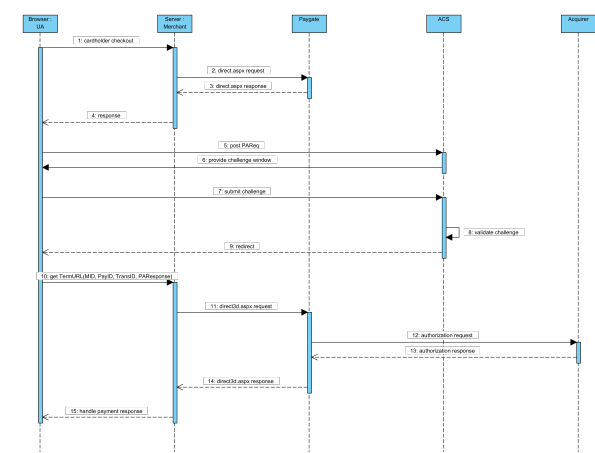 Browser :
UA
Server :
Merchant
Paygate
ACS
Acquirer
1: cardholder checkout
2: direct.aspx request
3: direct.aspx response
4: response
5: post PAReq
6: provide challenge window
7: submit challenge
8: validate challenge
9: redirect
10: get TermURL(MID, PayID, TransID, PAResponse)
11: direct3d.aspx request
12: authorization request
13: authorization response
14: direct3d.aspx response
15: handle payment response